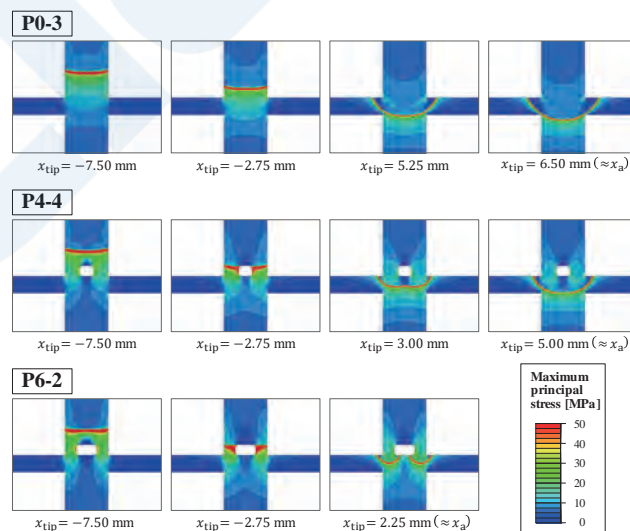 P0-3
x_tip = −7.50 mm
x_tip = −2.75 mm
x_tip = 5.25 mm
x_tip = 6.50 mm (≈x_a)
P4-4
x_tip = −7.50 mm
x_tip = −2.75 mm
x_tip = 3.00 mm
x_tip = 5.00 mm (≈x_a)
P6-2
x_tip = −7.50 mm
x_tip = −2.75 mm
x_tip = 2.25 mm (≈x_a)
Maximum
principal
stress [MPa]
50
40
30
20
10
0